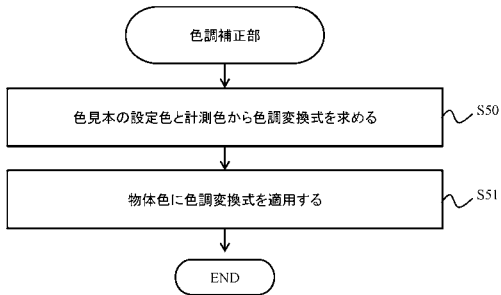 色調補正部
色見本の設定色と計測色から色調変換式を求める
S50
物体色に色調変換式を適用する
S51
END